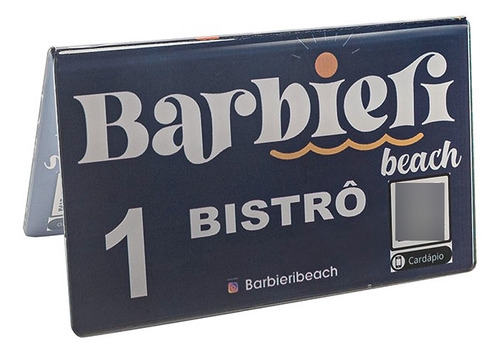 Barbieri
beach
1 BISTRÔ
Cardápio
Barbieribeach